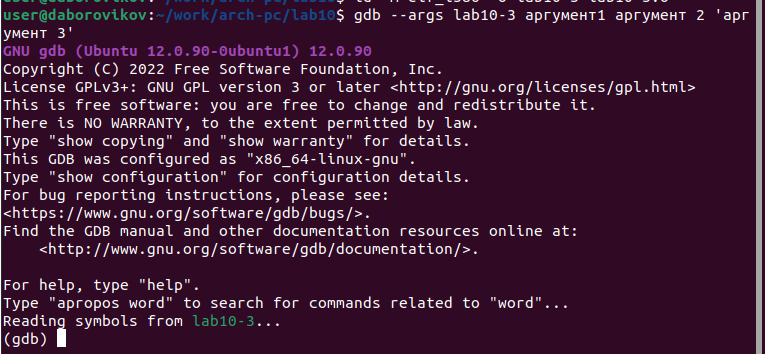 user@daborovikov:~/work/arch-pc/lab10$ gdb --args lab10-3 аргумент1 аргумент 2 'арг
умент 3'
GNU gdb (Ubuntu 12.0.90-0ubuntu1) 12.0.90
Copyright (C) 2022 Free Software Foundation, Inc.
License GPLv3+: GNU GPL version 3 or later <http://gnu.org/licenses/gpl.html>
This is free software: you are free to change and redistribute it.
There is NO WARRANTY, to the extent permitted by law.
Type "show copying" and "show warranty" for details.
This GDB was configured as "x86_64-linux-gnu".
Type "show configuration" for configuration details.
For bug reporting instructions, please see:
<https://www.gnu.org/software/gdb/bugs/>.
Find the GDB manual and other documentation resources online at:
    <http://www.gnu.org/software/gdb/documentation/>.

For help, type "help".
Type "apropos word" to search for commands related to "word"...
Reading symbols from lab10-3...
(gdb)